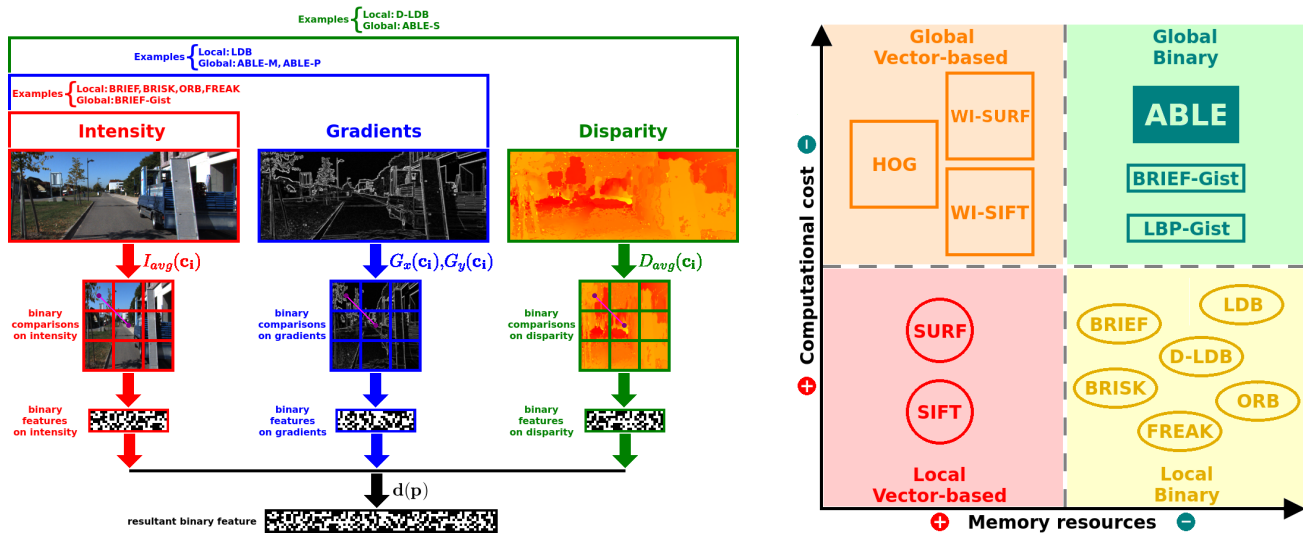 Examples { Local: D-LDB
Global: ABLE-S
Examples { Local: LDB
Global: ABLE-M, ABLE-P
Examples { Local: BRIEF, BRISK, ORB, FREAK
Global: BRIEF-Gist
Intensity
Gradients
Disparity
I_avg(c_i)
G_x(c_i),G_y(c_i)
D_avg(c_i)
binary
comparisons
on intensity
binary
comparisons
on gradients
binary
comparisons
on disparity
binary
features
on intensity
binary
features
on gradients
binary
features
on disparity
d(p)
resultant binary feature
Computational cost
+
−
Global
Vector-based
WI-SURF
HOG
WI-SIFT
Global
Binary
ABLE
BRIEF-Gist
LBP-Gist
SURF
SIFT
Local
Vector-based
LDB
BRIEF
D-LDB
BRISK
ORB
FREAK
Local
Binary
+ Memory resources −